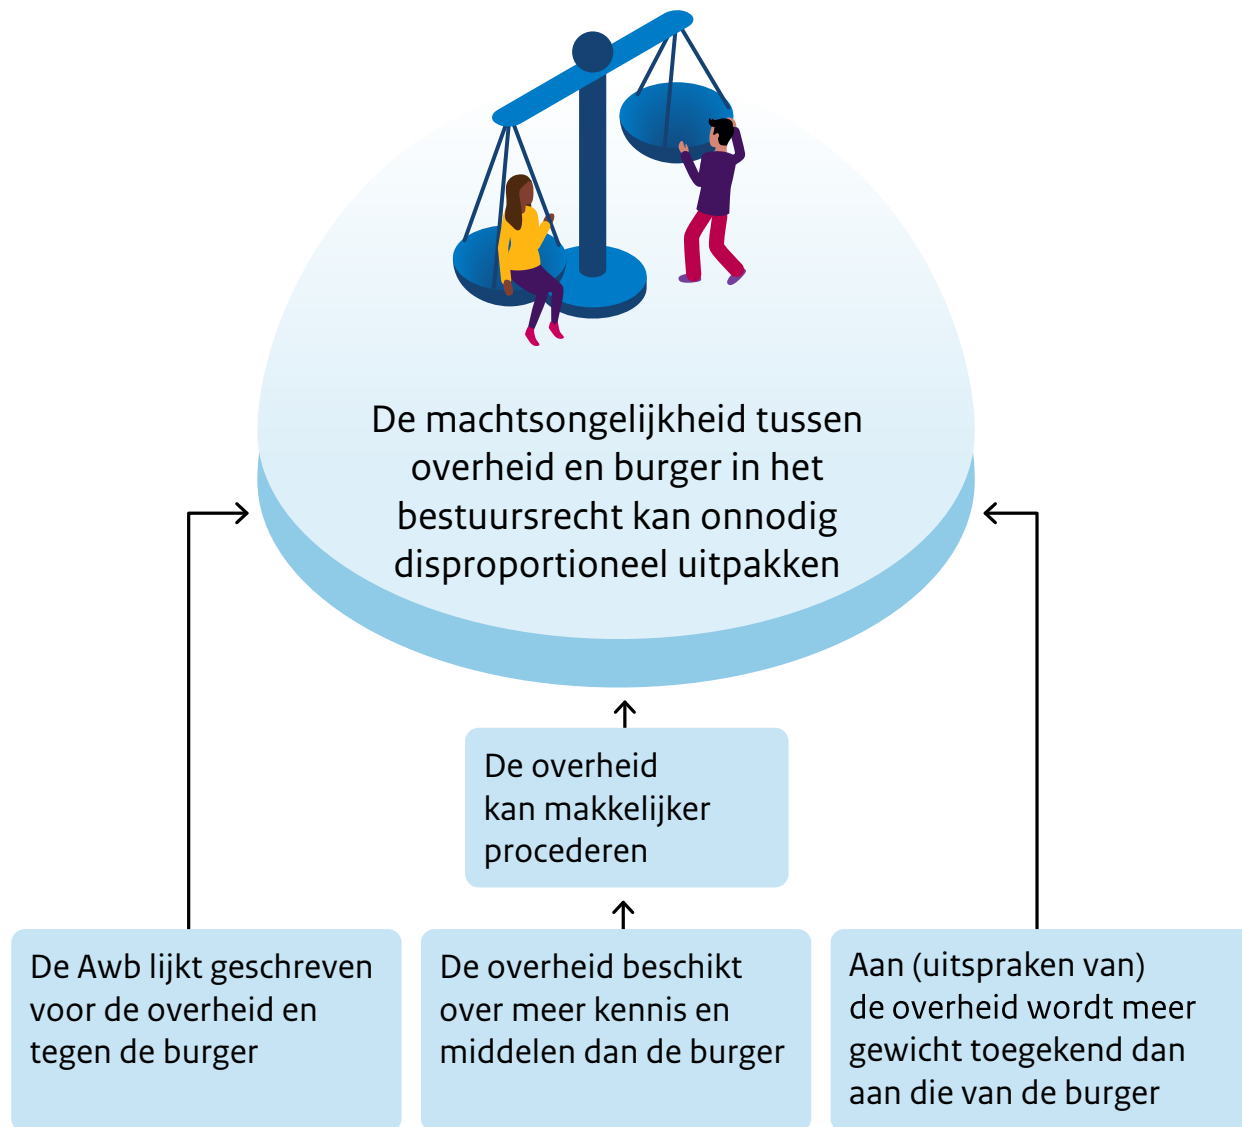 De machtsongelijkheid tussen
overheid en burger in het
bestuursrecht kan onnodig
disproportioneel uitpakken
De overheid
kan makkelijker
procederen
De Awb lijkt geschreven
voor de overheid en
tegen de burger
De overheid beschikt
over meer kennis en
middelen dan de burger
Aan (uitspraken van)
de overheid wordt meer
gewicht toegekend dan
aan die van de burger